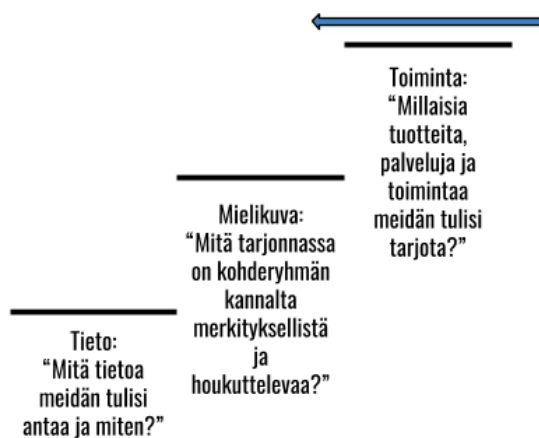 Toiminta:
“Millaisia
tuotteita,
palveluja ja
toimintaa
meidän tulisi
tarjota?”
Mielikuva:
“Mitä tarjonnassa
on kohderyhmän
kannalta
merkityksellistä
ja
houkuttelevaa?”
Tieto:
“Mitä tietoa
meidän tulisi
antaa ja miten?”